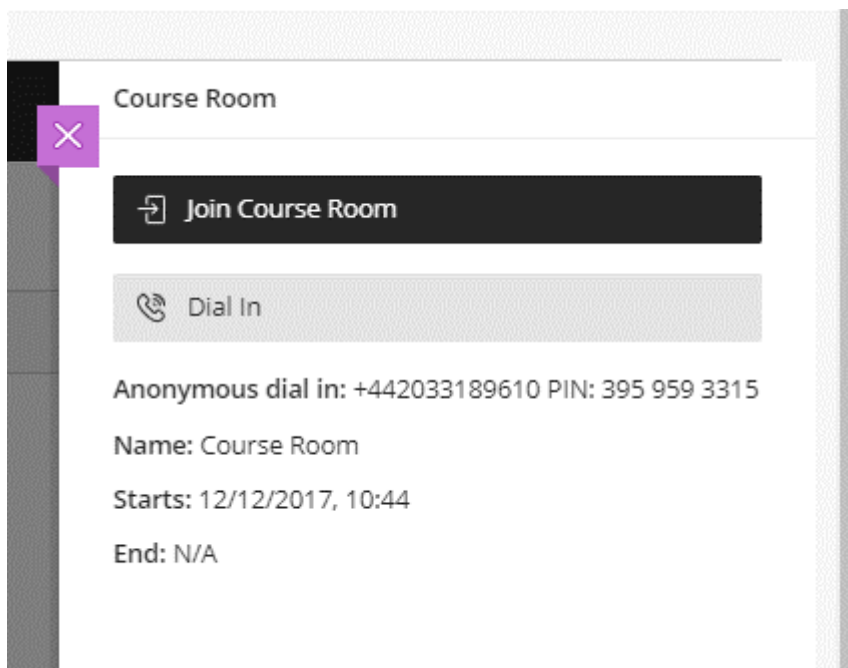 Course Room
Join Course Room
Dial In
Anonymous dial in: +442033189610 PIN: 395 959 3315
Name: Course Room
Starts: 12/12/2017, 10:44
End: N/A